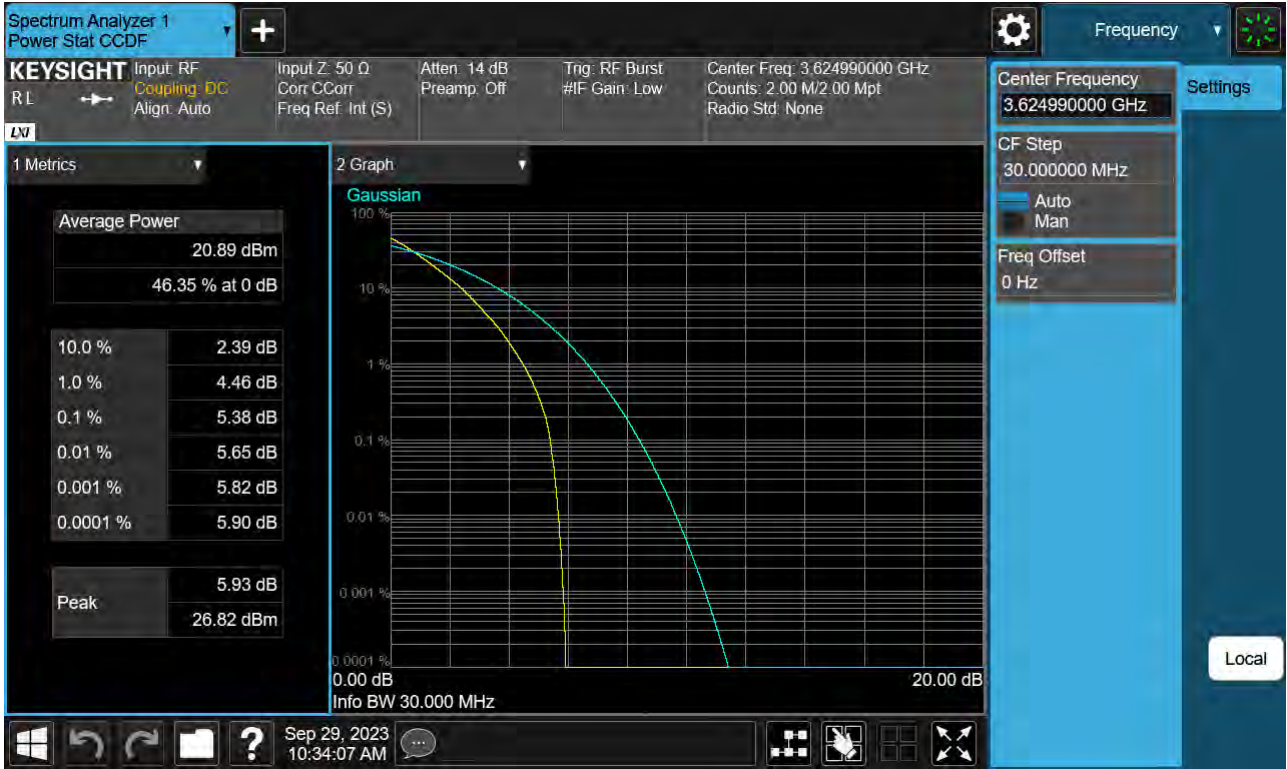 Spectrum Analyzer 1
Power Stat CCDF
Frequency
KEYSIGHT
RL
LXI
Input: RF
Coupling: DC
Align: Auto
Input Z: 50 Ω
Corr CCorr
Freq Ref: Int (S)
Atten: 14 dB
Preamp: Off
Trig: RF Burst
#IF Gain: Low
Center Freq: 3.624990000 GHz
Counts: 2.00 M/2.00 Mpt
Radio Std: None
Center Frequency
3.624990000 GHz
Settings
CF Step
30.000000 MHz
Auto
Man
Freq Offset
0 Hz
1 Metrics
Average Power
20.89 dBm
46.35 % at 0 dB
10.0 % 2.39 dB
1.0 % 4.46 dB
0.1 % 5.38 dB
0.01 % 5.65 dB
0.001 % 5.82 dB
0.0001 % 5.90 dB
Peak
5.93 dB
26.82 dBm
2 Graph
Gaussian
100 %
10 %
1 %
0.1 %
0.01 %
0.001 %
0.0001 %
0.00 dB 20.00 dB
Info BW 30.000 MHz
Local
?
Sep 29, 2023
10:34:07 AM